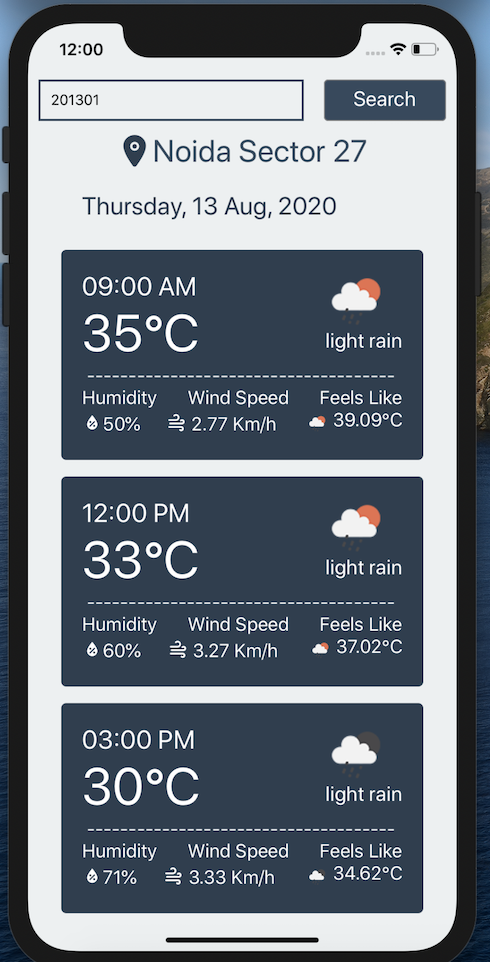 12:00
201301 Search
Noida Sector 27
Thursday, 13 Aug, 2020
09:00 AM
35°C
light rain
Humidity Wind Speed Feels Like
50% 2.77 Km/h 39.09°C
12:00 PM
33°C
light rain
Humidity Wind Speed Feels Like
60% 3.27 Km/h 37.02°C
03:00 PM
30°C
light rain
Humidity Wind Speed Feels Like
71% 3.33 Km/h 34.62°C